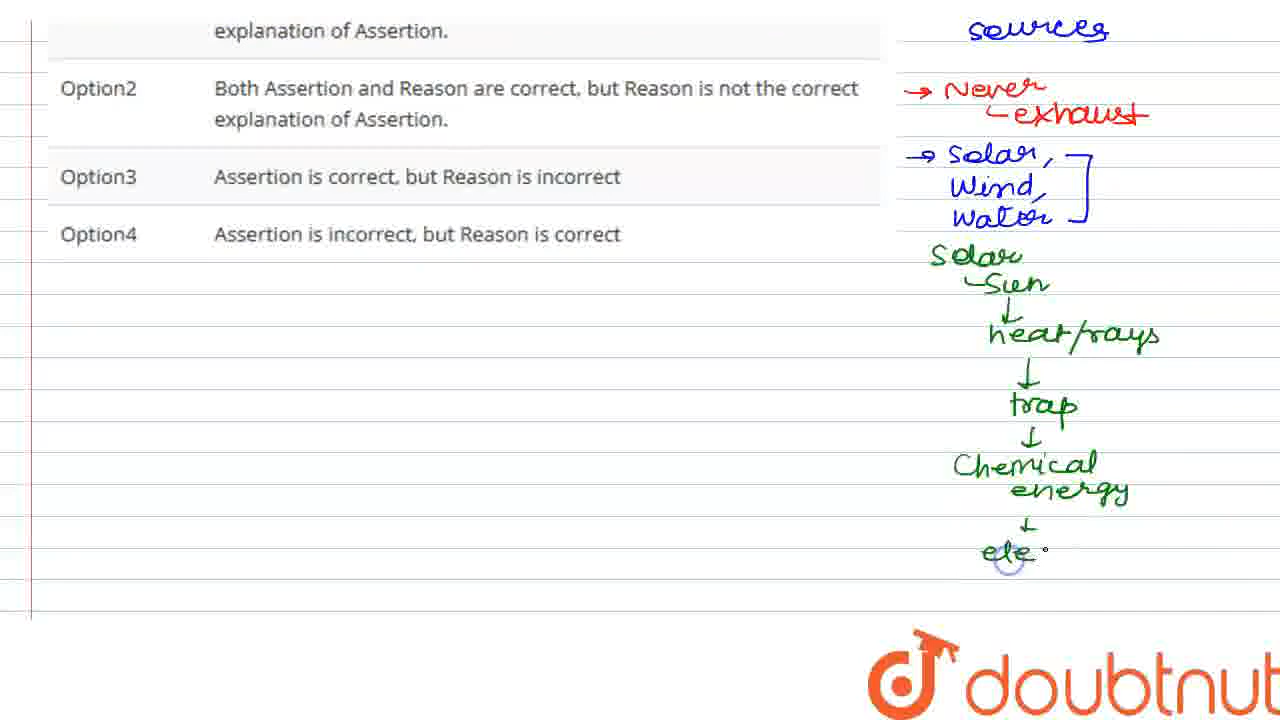 explanation of Assertion.
Option2 Both Assertion and Reason are correct, but Reason is not the correct
explanation of Assertion.
Option3 Assertion is correct, but Reason is incorrect
Option4 Assertion is incorrect, but Reason is correct
sources
→ Never
exhaust
→ Solar,
Wind,
Water
Solar
Sun
↓
heat/rays
↓
trap
↓
Chemical
energy
↓
ele
doubtnut